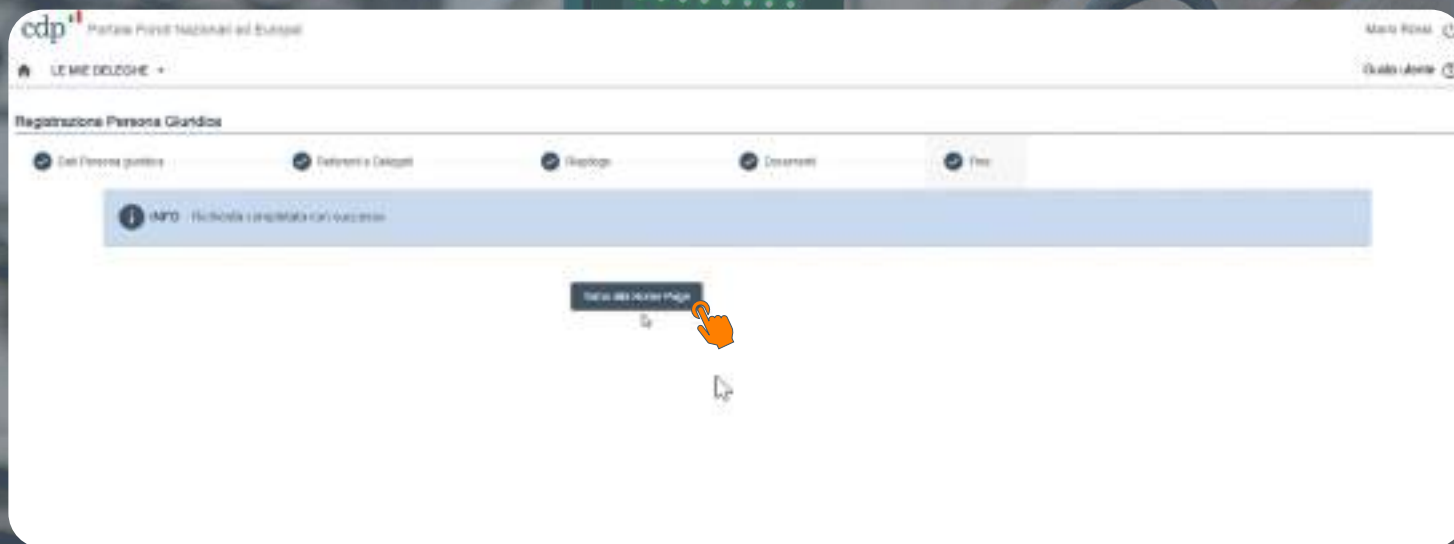 cdp Portale Fondi Nazionali ed Europei
Mario Rossi
LE MIE DELEGHE
Guida utente
Registrazione Persona Giuridica
Dati Persona giuridica
Referenti e Delegati
Riepilogo
Documenti
Fine
INFO Richiesta completata con successo
Torna alla Home Page